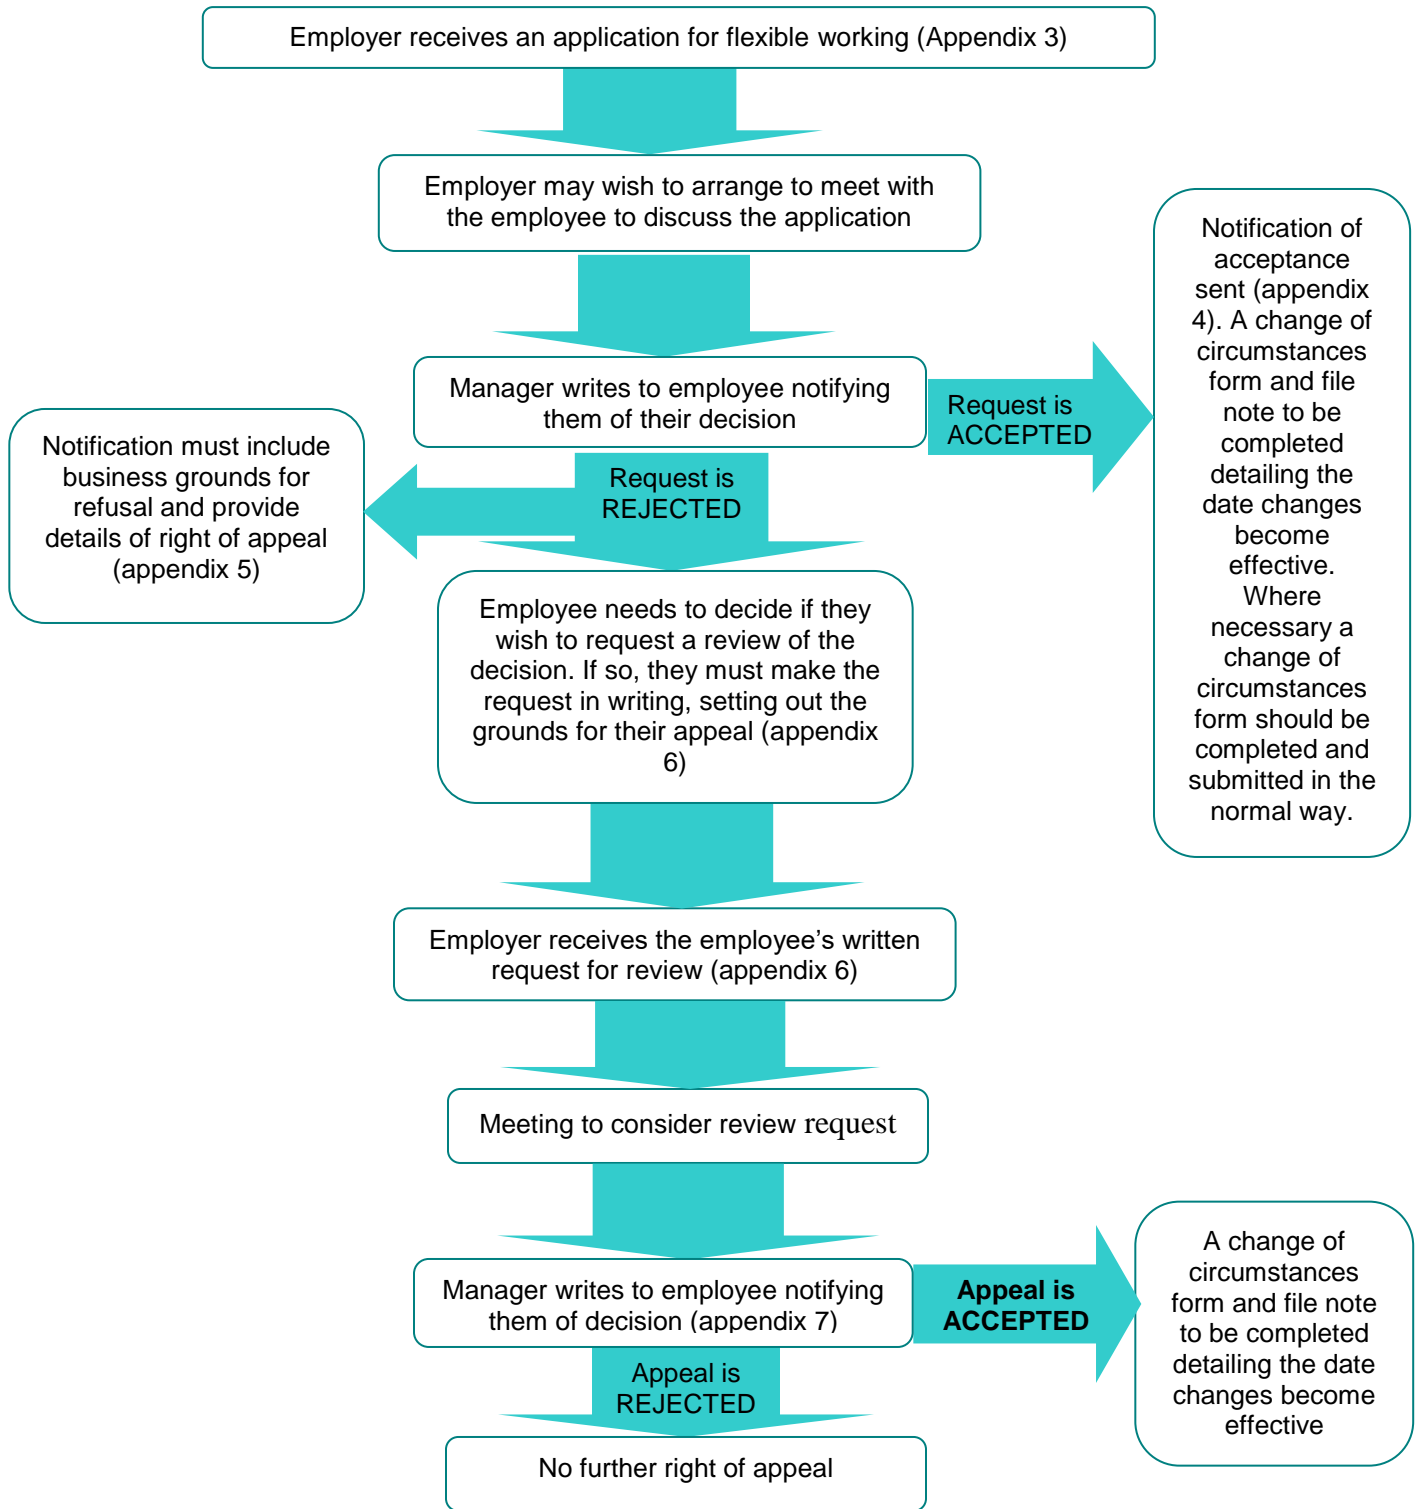 Employer receives an application for flexible working (Appendix 3)
Employer may wish to arrange to meet with
the employee to discuss the application
Manager writes to employee notifying
them of their decision
Request is
ACCEPTED
Notification of
acceptance
sent (appendix
4). A change of
circumstances
form and file
note to be
completed
detailing the
date changes
become
effective.
Where
necessary a
change of
circumstances
form should be
completed and
submitted in the
normal way.
Request is
REJECTED
Notification must include
business grounds for
refusal and provide
details of right of appeal
(appendix 5)
Employee needs to decide if they
wish to request a review of the
decision. If so, they must make the
request in writing, setting out the
grounds for their appeal (appendix
6)
Employer receives the employee’s written
request for review (appendix 6)
Meeting to consider review request
Manager writes to employee notifying
them of decision (appendix 7)
Appeal is
ACCEPTED
A change of
circumstances
form and file note
to be completed
detailing the date
changes become
effective
Appeal is
REJECTED
No further right of appeal